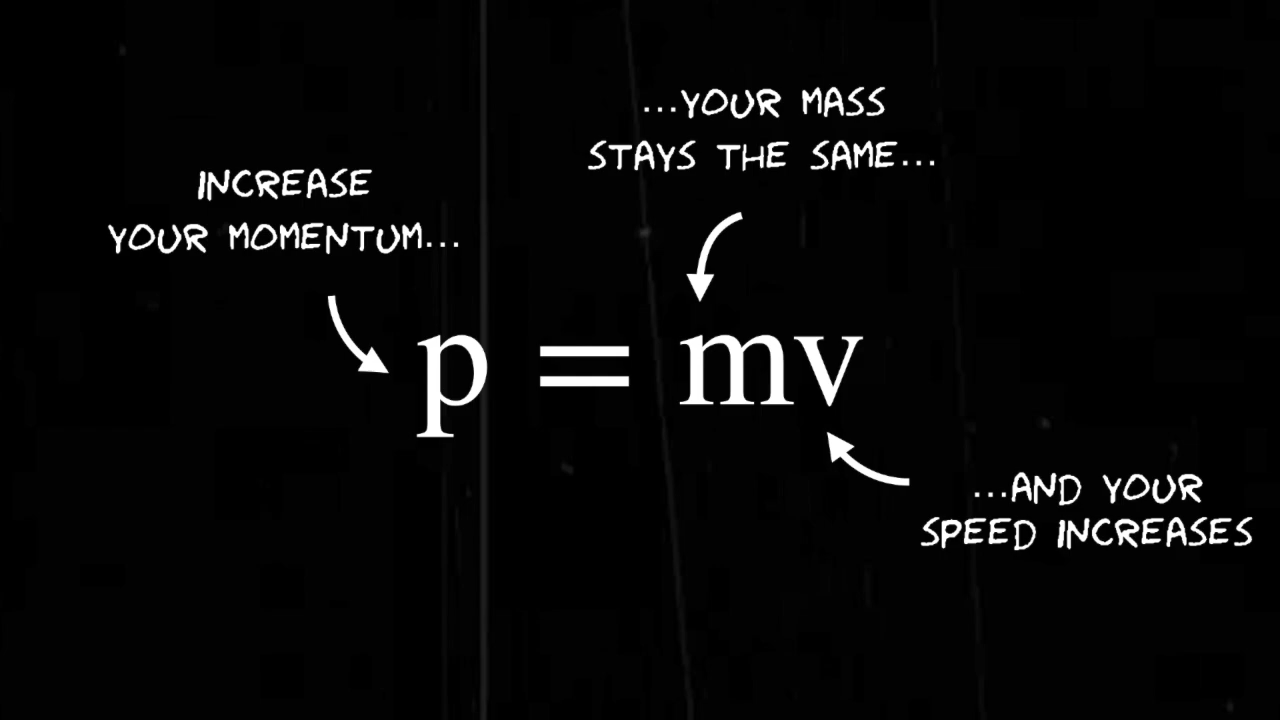 INCREASE
YOUR MOMENTUM...
...YOUR MASS
STAYS THE SAME...
p = mv
...AND YOUR
SPEED INCREASES